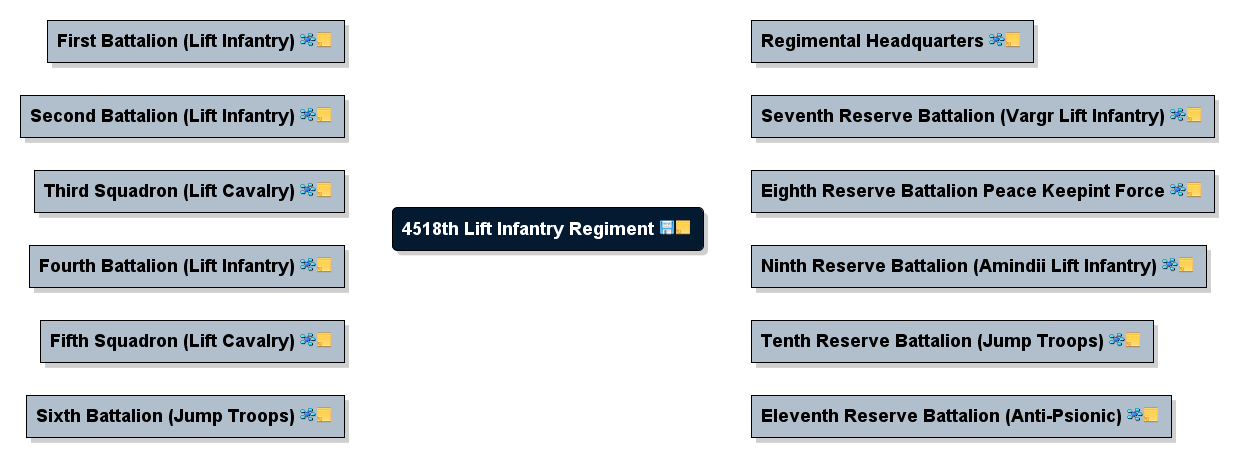 First Battalion (Lift Infantry)
Second Battalion (Lift Infantry)
Third Squadron (Lift Cavalry)
Fourth Battalion (Lift Infantry)
Fifth Squadron (Lift Cavalry)
Sixth Battalion (Jump Troops)
4518th Lift Infantry Regiment
Regimental Headquarters
Seventh Reserve Battalion (Vargr Lift Infantry)
Eighth Reserve Battalion Peace Keepint Force
Ninth Reserve Battalion (Amindii Lift Infantry)
Tenth Reserve Battalion (Jump Troops)
Eleventh Reserve Battalion (Anti-Psionic)